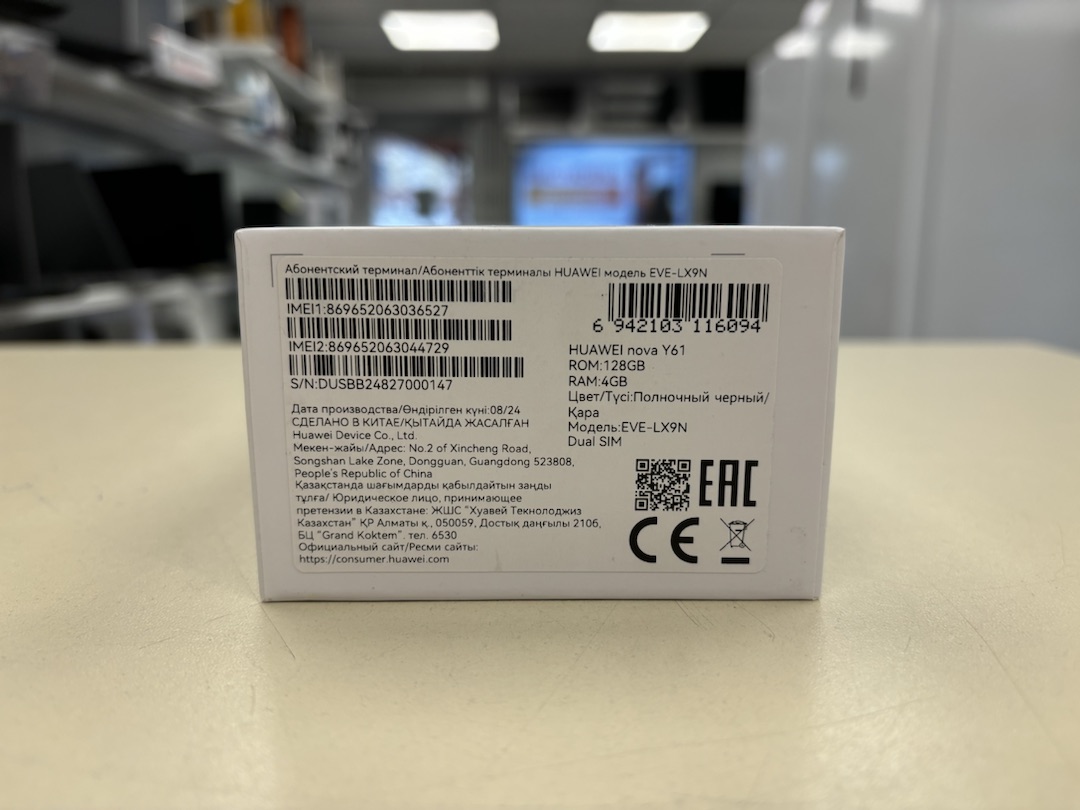 Абонентский терминал/Абоненттік терминалы HUAWEI модель EVE-LX9N
IMEI1:869652063036527
IMEI2:869652063044729
S/N:DUSBB24827000147
6 942103 116094
HUAWEI nova Y61
ROM:128GB
RAM:4GB
Цвет/Түсі:Полночный черный/
Қара
Модель:EVE-LX9N
Dual SIM
Дата производства/Өндірілген күні:08/24
СДЕЛАНО В КИТАЕ/ҚЫТАЙДА ЖАСАЛҒАН
Huawei Device Co., Ltd.
Мекен-жайы/Адрес: No.2 of Xincheng Road,
Songshan Lake Zone, Dongguan, Guangdong 523808,
People's Republic of China
Қазақстанда шағымдарды қабылдайтын заңды
тұлға/ Юридическое лицо, принимающее
претензии в Казахстане: ЖШС "Хуавей Текнолоджиз
Казахстан" ҚР Алматы қ., 050059, Достық даңғылы 210б,
БЦ "Grand Koktem". тел. 6530
Официальный сайт/Ресми сайты:
https://consumer.huawei.com
EAC
CE